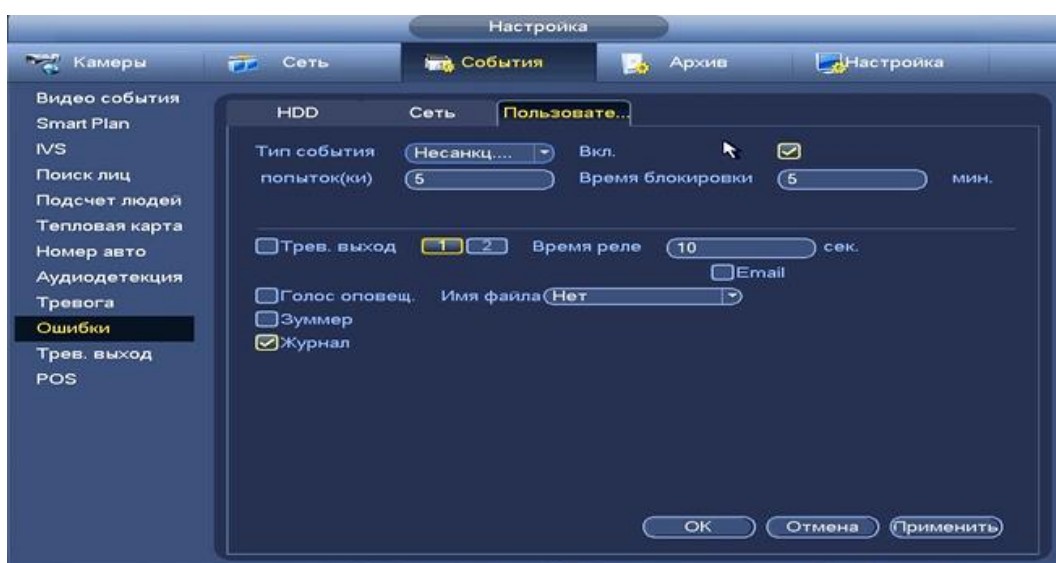 Настройка
Камеры Сеть События Архив Настройка
Видео события
Smart Plan
IVS
Поиск лиц
Подсчет людей
Тепловая карта
Номер авто
Аудиодетекция
Тревога
Ошибки
Трев. выход
POS
HDD Сеть Пользовате...
Тип события Несанкц.... Вкл.
попыток(ки) 5 Время блокировки 5 мин.
Трев. выход 1 2 Время реле 10 сек.
Email
Голос оповещ. Имя файла Нет
Зуммер
Журнал
OK Отмена Применить